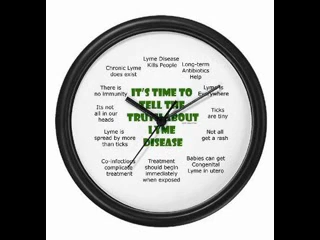 Lyme Disease
Kills People
Long-term
Antibiotics
Help
Lyme is
Everywhere
Ticks are
tiny
Not all
get a rash
Babies can get
Congenital
Lyme in utero
Treatment
should begin
immediately
when exposed
Co-infections
complicate
treatment
Lyme is
spread by more
than ticks
Its not
all in our
heads
There is
no Immunity
Chronic Lyme
does exist
IT'S TIME TO
TELL THE
TRUTH ABOUT
LYME
DISEASE